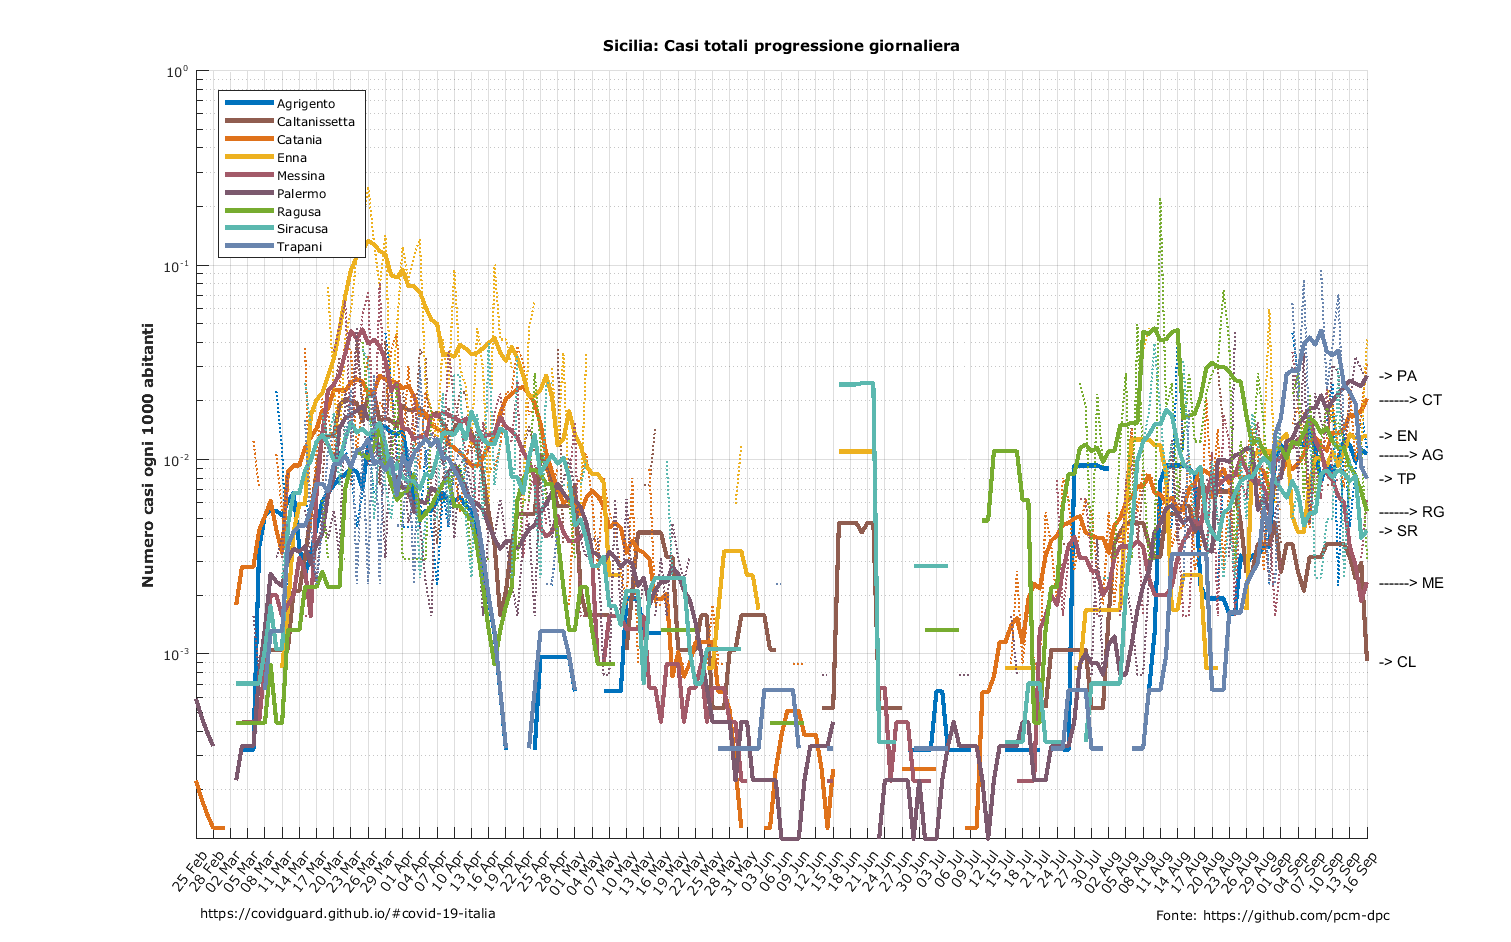 Sicilia: Casi totali progressione giornaliera
Numero casi ogni 1000 abitanti
10^0
10^-1
10^-2
10^-3
Agrigento
Caltanissetta
Catania
Enna
Messina
Palermo
Ragusa
Siracusa
Trapani
-> PA
------> CT
-> EN
------> AG
-> TP
------> RG
-> SR
------> ME
-> CL
25 Feb
28 Feb
02 Mar
05 Mar
08 Mar
11 Mar
14 Mar
17 Mar
20 Mar
23 Mar
26 Mar
29 Mar
01 Apr
04 Apr
07 Apr
10 Apr
13 Apr
16 Apr
19 Apr
22 Apr
25 Apr
28 Apr
01 May
04 May
07 May
10 May
13 May
16 May
19 May
22 May
25 May
28 May
31 May
03 Jun
06 Jun
09 Jun
12 Jun
15 Jun
18 Jun
21 Jun
24 Jun
27 Jun
30 Jun
03 Jul
06 Jul
09 Jul
12 Jul
15 Jul
18 Jul
21 Jul
24 Jul
27 Jul
30 Jul
02 Aug
05 Aug
08 Aug
11 Aug
14 Aug
17 Aug
20 Aug
23 Aug
26 Aug
29 Aug
01 Sep
04 Sep
07 Sep
10 Sep
13 Sep
16 Sep
https://covidguard.github.io/#covid-19-italia
Fonte: https://github.com/pcm-dpc